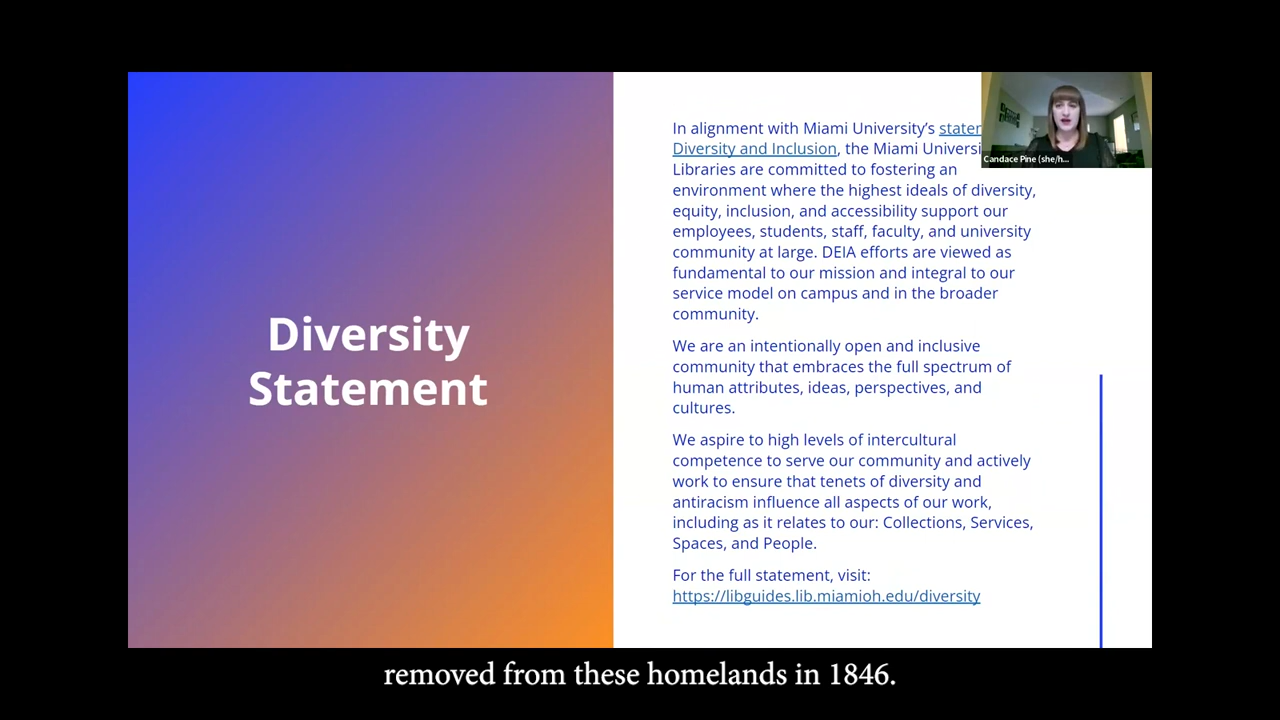 Diversity
Statement
In alignment with Miami University's
Diversity and Inclusion, the Miami
Libraries are committed to fostering an
environment where the highest ideals of diversity,
equity, inclusion, and accessibility support our
employees, students, staff, faculty, and university
community at large. DEIA efforts are viewed as
fundamental to our mission and integral to our
service model on campus and in the broader
community.
We are an intentionally open and inclusive
community that embraces the full spectrum of
human attributes, ideas, perspectives, and
cultures.
We aspire to high levels of intercultural
competence to serve our community and actively
work to ensure that tenets of diversity and
antiracism influence all aspects of our work,
including as it relates to our: Collections, Services,
Spaces, and People.
For the full statement, visit:
https://libguides.lib.miamioh.edu/diversity
Candace Pine (she/h...
removed from these homelands in 1846.